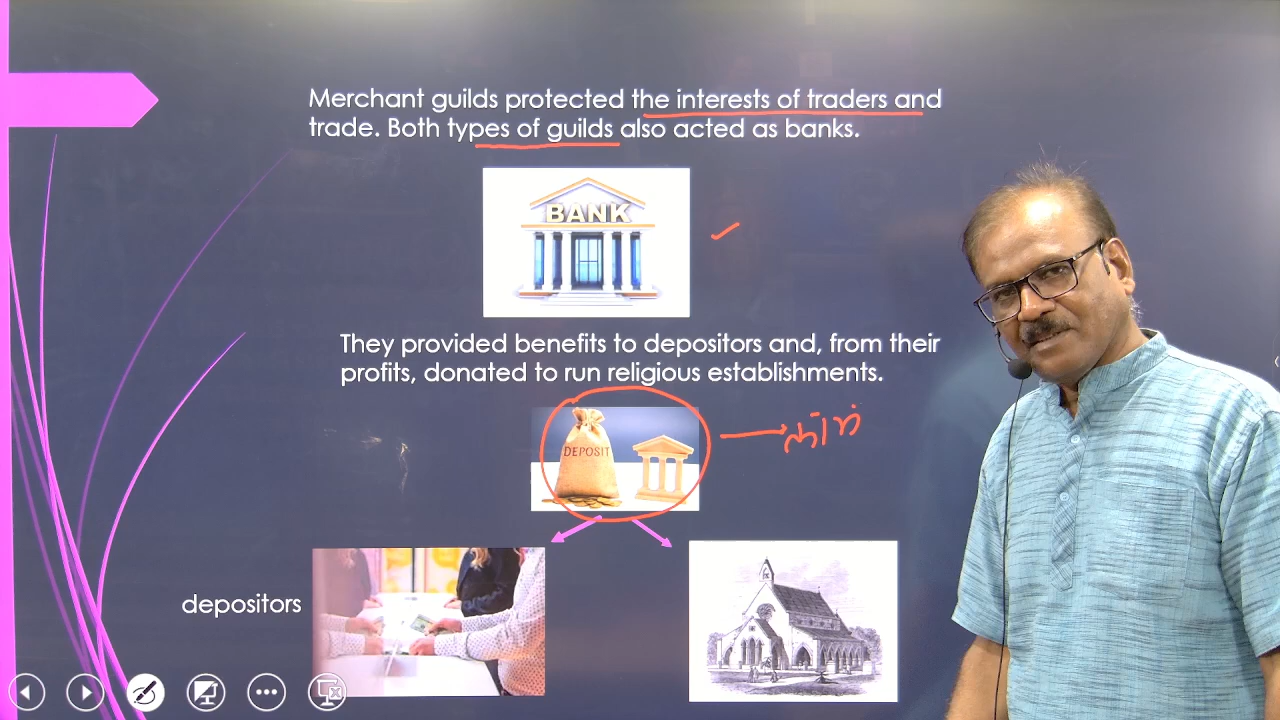 Merchant guilds protected the interests of traders and
trade. Both types of guilds also acted as banks.
BANK
They provided benefits to depositors and, from their
profits, donated to run religious establishments.
DEPOSIT
depositors